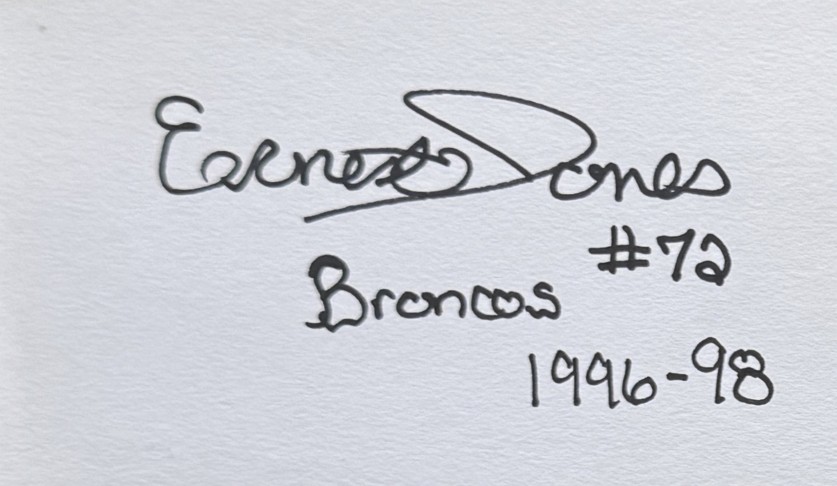 Ernest Jones
#72
Broncos
1996-98